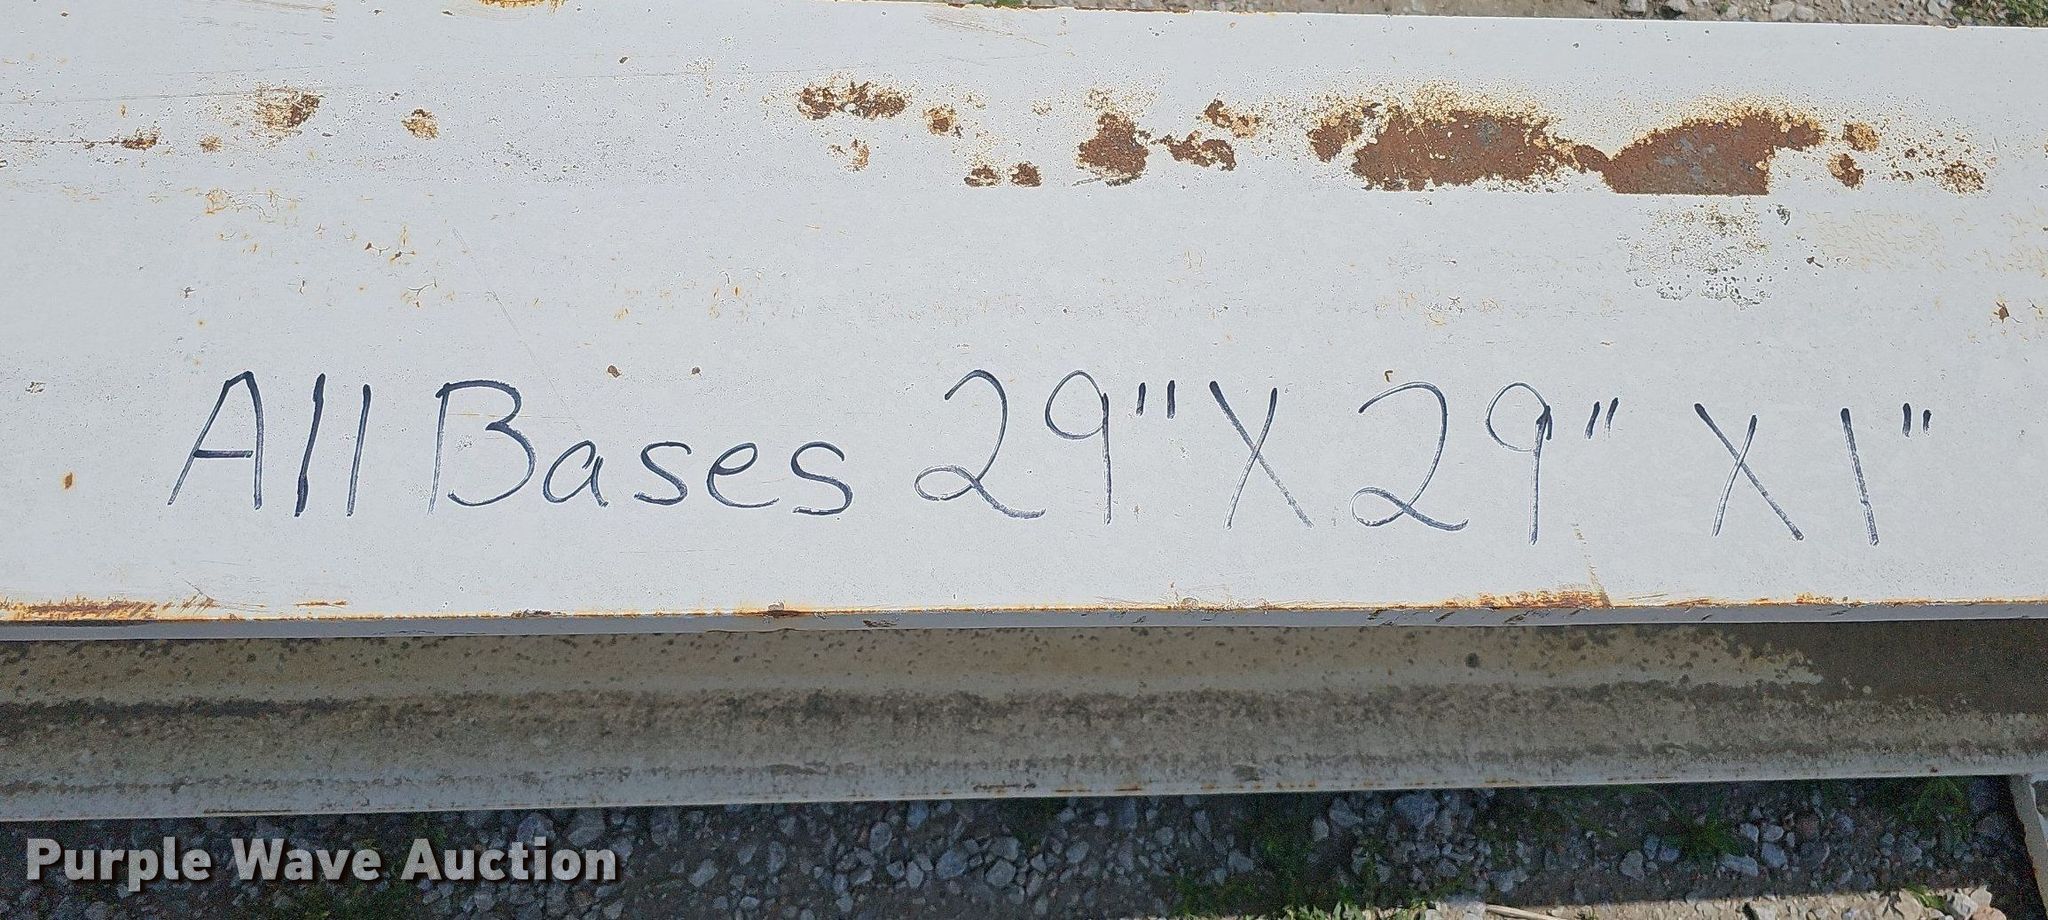 All Bases 29" X 29" X 1"
Purple Wave Auction